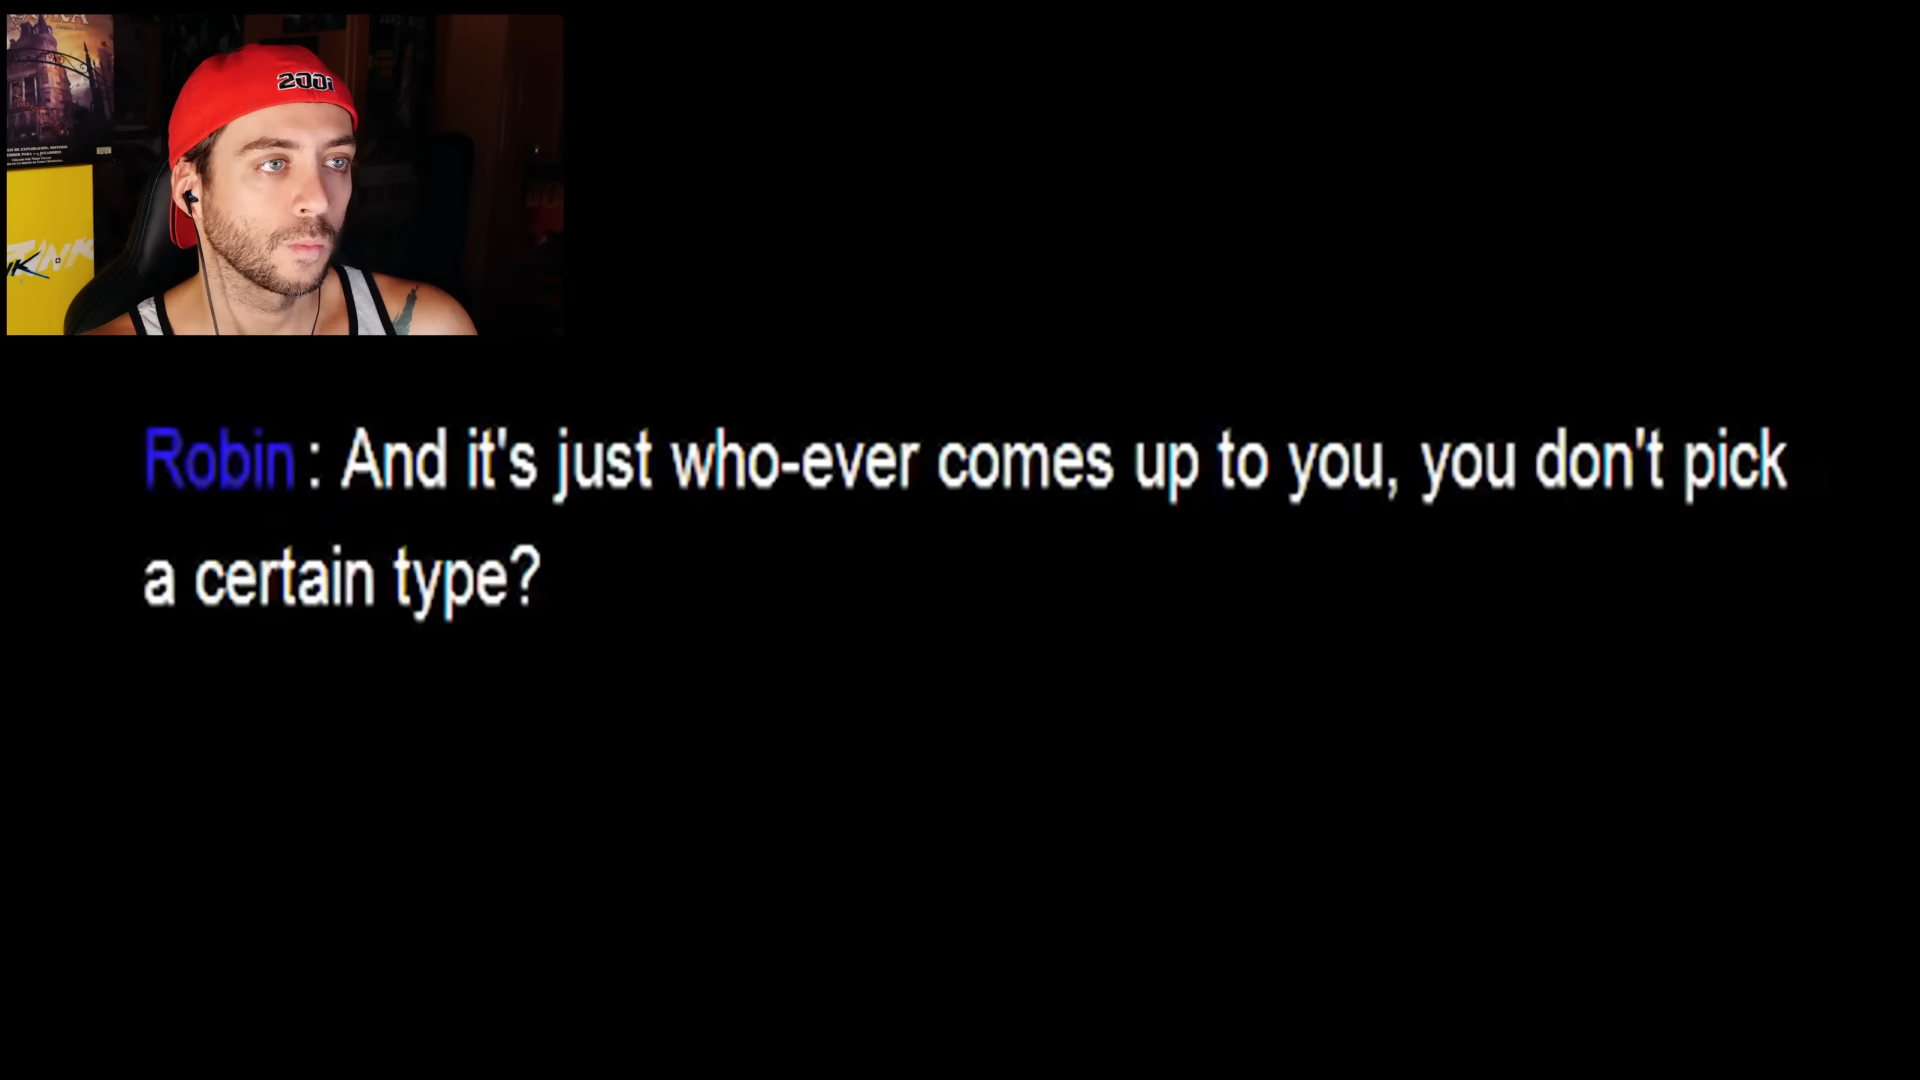 2001
Robin : And it's just who-ever comes up to you, you don't pick
a certain type?